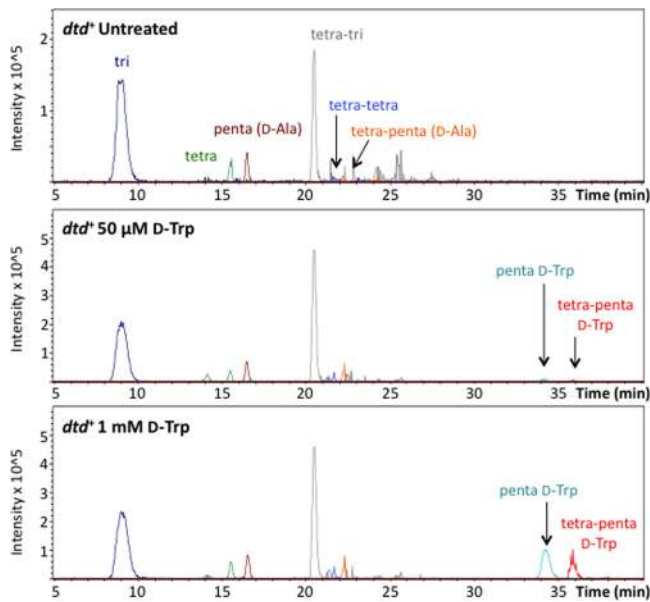 dtd⁺ Untreated
Intensity x 10^5
2
1
tri
tetra
penta (D-Ala)
tetra-tri
tetra-tetra
tetra-penta (D-Ala)
5 10 15 20 25 30 35 Time (min)
dtd⁺ 50 µM D-Trp
Intensity x 10^5
5
4
3
2
1
penta D-Trp
tetra-penta
D-Trp
5 10 15 20 25 30 35 Time (min)
dtd⁺ 1 mM D-Trp
Intensity x 10^5
5
4
3
2
1
penta D-Trp
tetra-penta
D-Trp
5 10 15 20 25 30 35 Time (min)